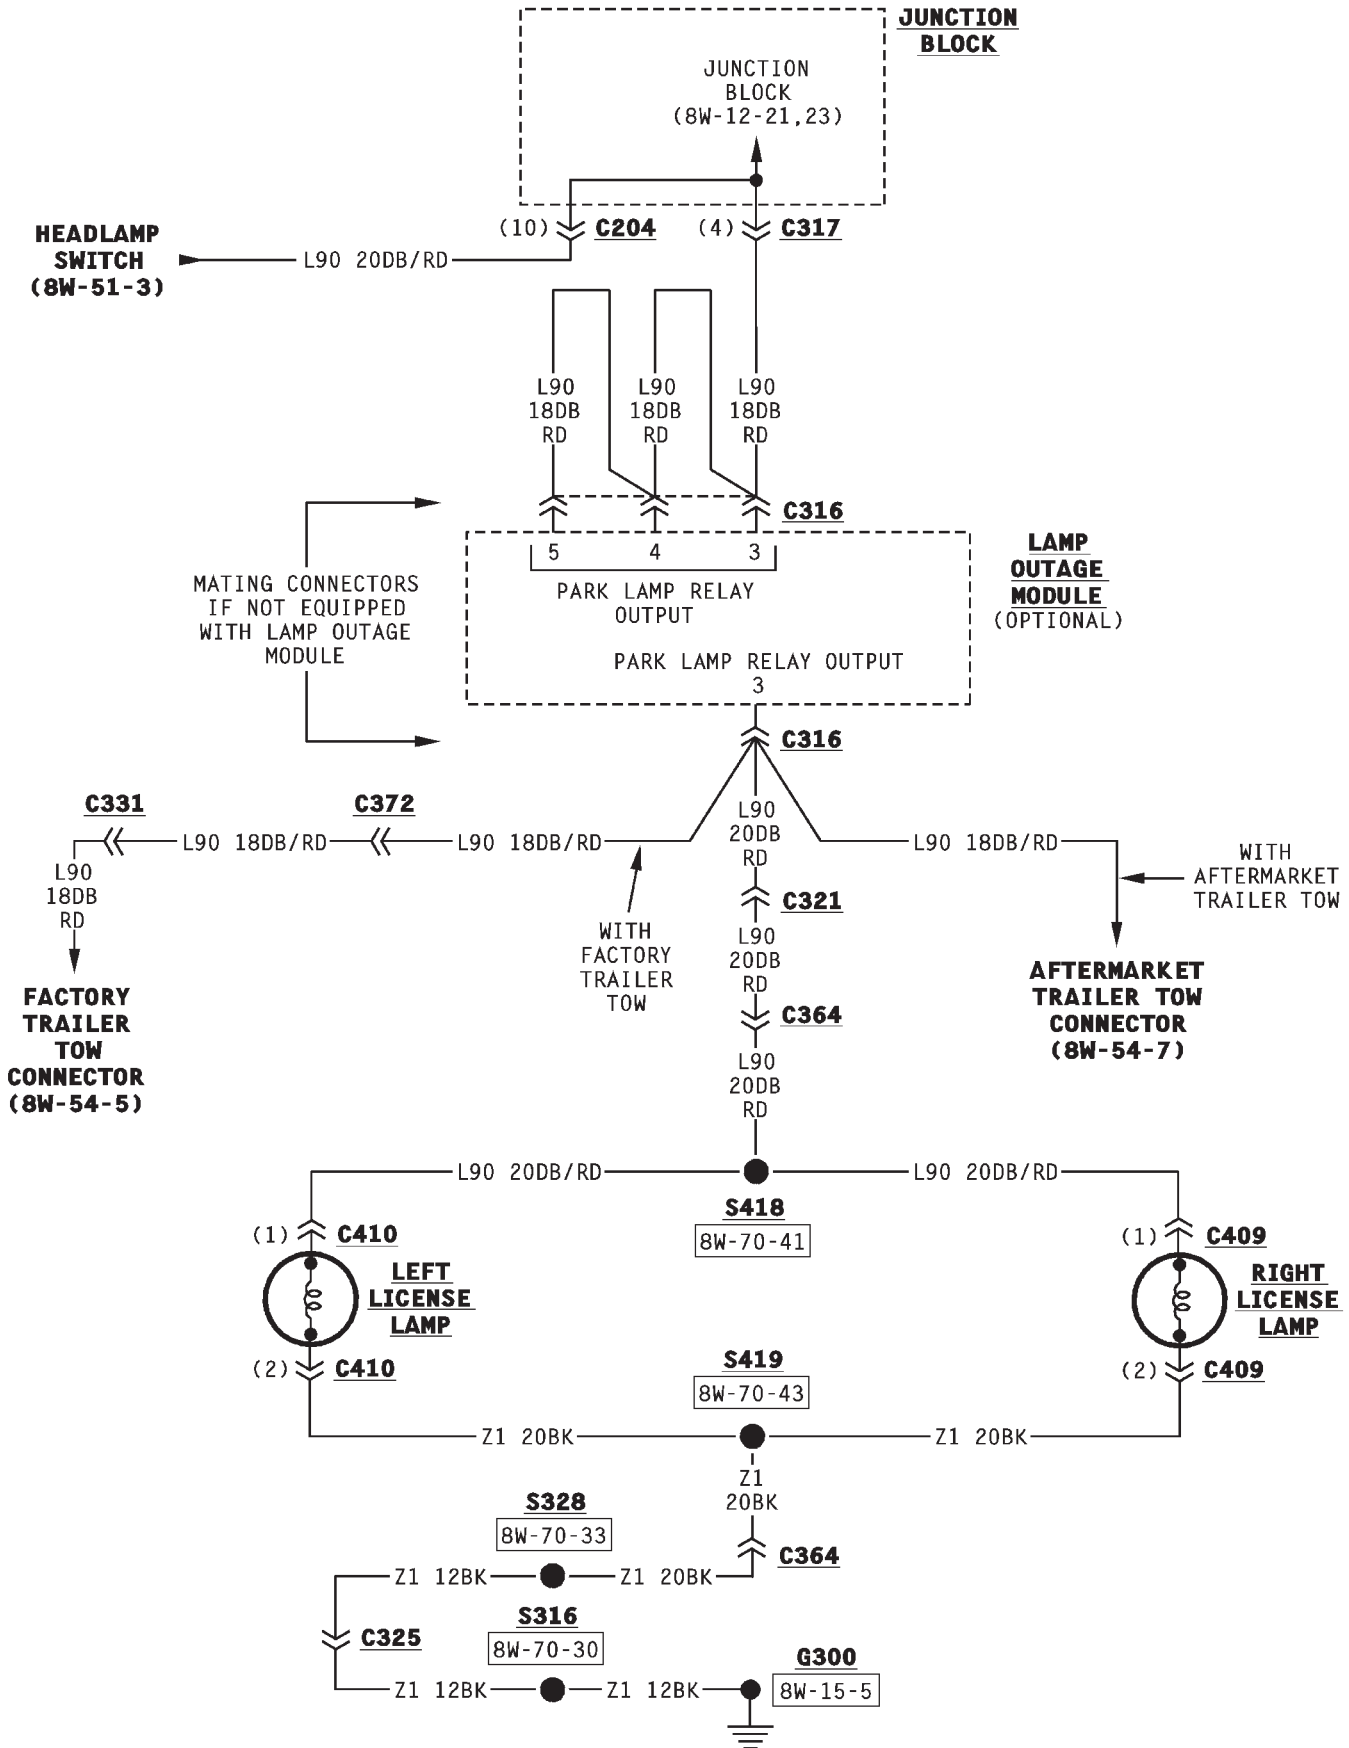 JUNCTION
BLOCK
JUNCTION
BLOCK
(8W-12-21,23)
(10)
C204
(4)
C317
HEADLAMP
SWITCH
(8W-51-3)
L90 20DB/RD
L90
18DB
RD
L90
18DB
RD
L90
18DB
RD
C316
5
4
3
PARK LAMP RELAY
OUTPUT
LAMP
OUTAGE
MODULE
(OPTIONAL)
MATING CONNECTORS
IF NOT EQUIPPED
WITH LAMP OUTAGE
MODULE
PARK LAMP RELAY OUTPUT
3
C316
C331
C372
L90 18DB/RD
L90 18DB/RD
L90
20DB
RD
L90 18DB/RD
L90
18DB
RD
WITH
AFTERMARKET
TRAILER TOW
C321
WITH
FACTORY
TRAILER
TOW
L90
20DB
RD
AFTERMARKET
TRAILER TOW
CONNECTOR
(8W-54-7)
FACTORY
TRAILER
TOW
CONNECTOR
(8W-54-5)
C364
L90
20DB
RD
L90 20DB/RD
L90 20DB/RD
S418
8W-70-41
(1)
C410
(1)
C409
LEFT
LICENSE
LAMP
RIGHT
LICENSE
LAMP
(2)
C410
S419
8W-70-43
(2)
C409
Z1 20BK
Z1 20BK
Z1
20BK
S328
8W-70-33
C364
Z1 12BK
Z1 20BK
S316
8W-70-30
C325
G300
8W-15-5
Z1 12BK
Z1 12BK